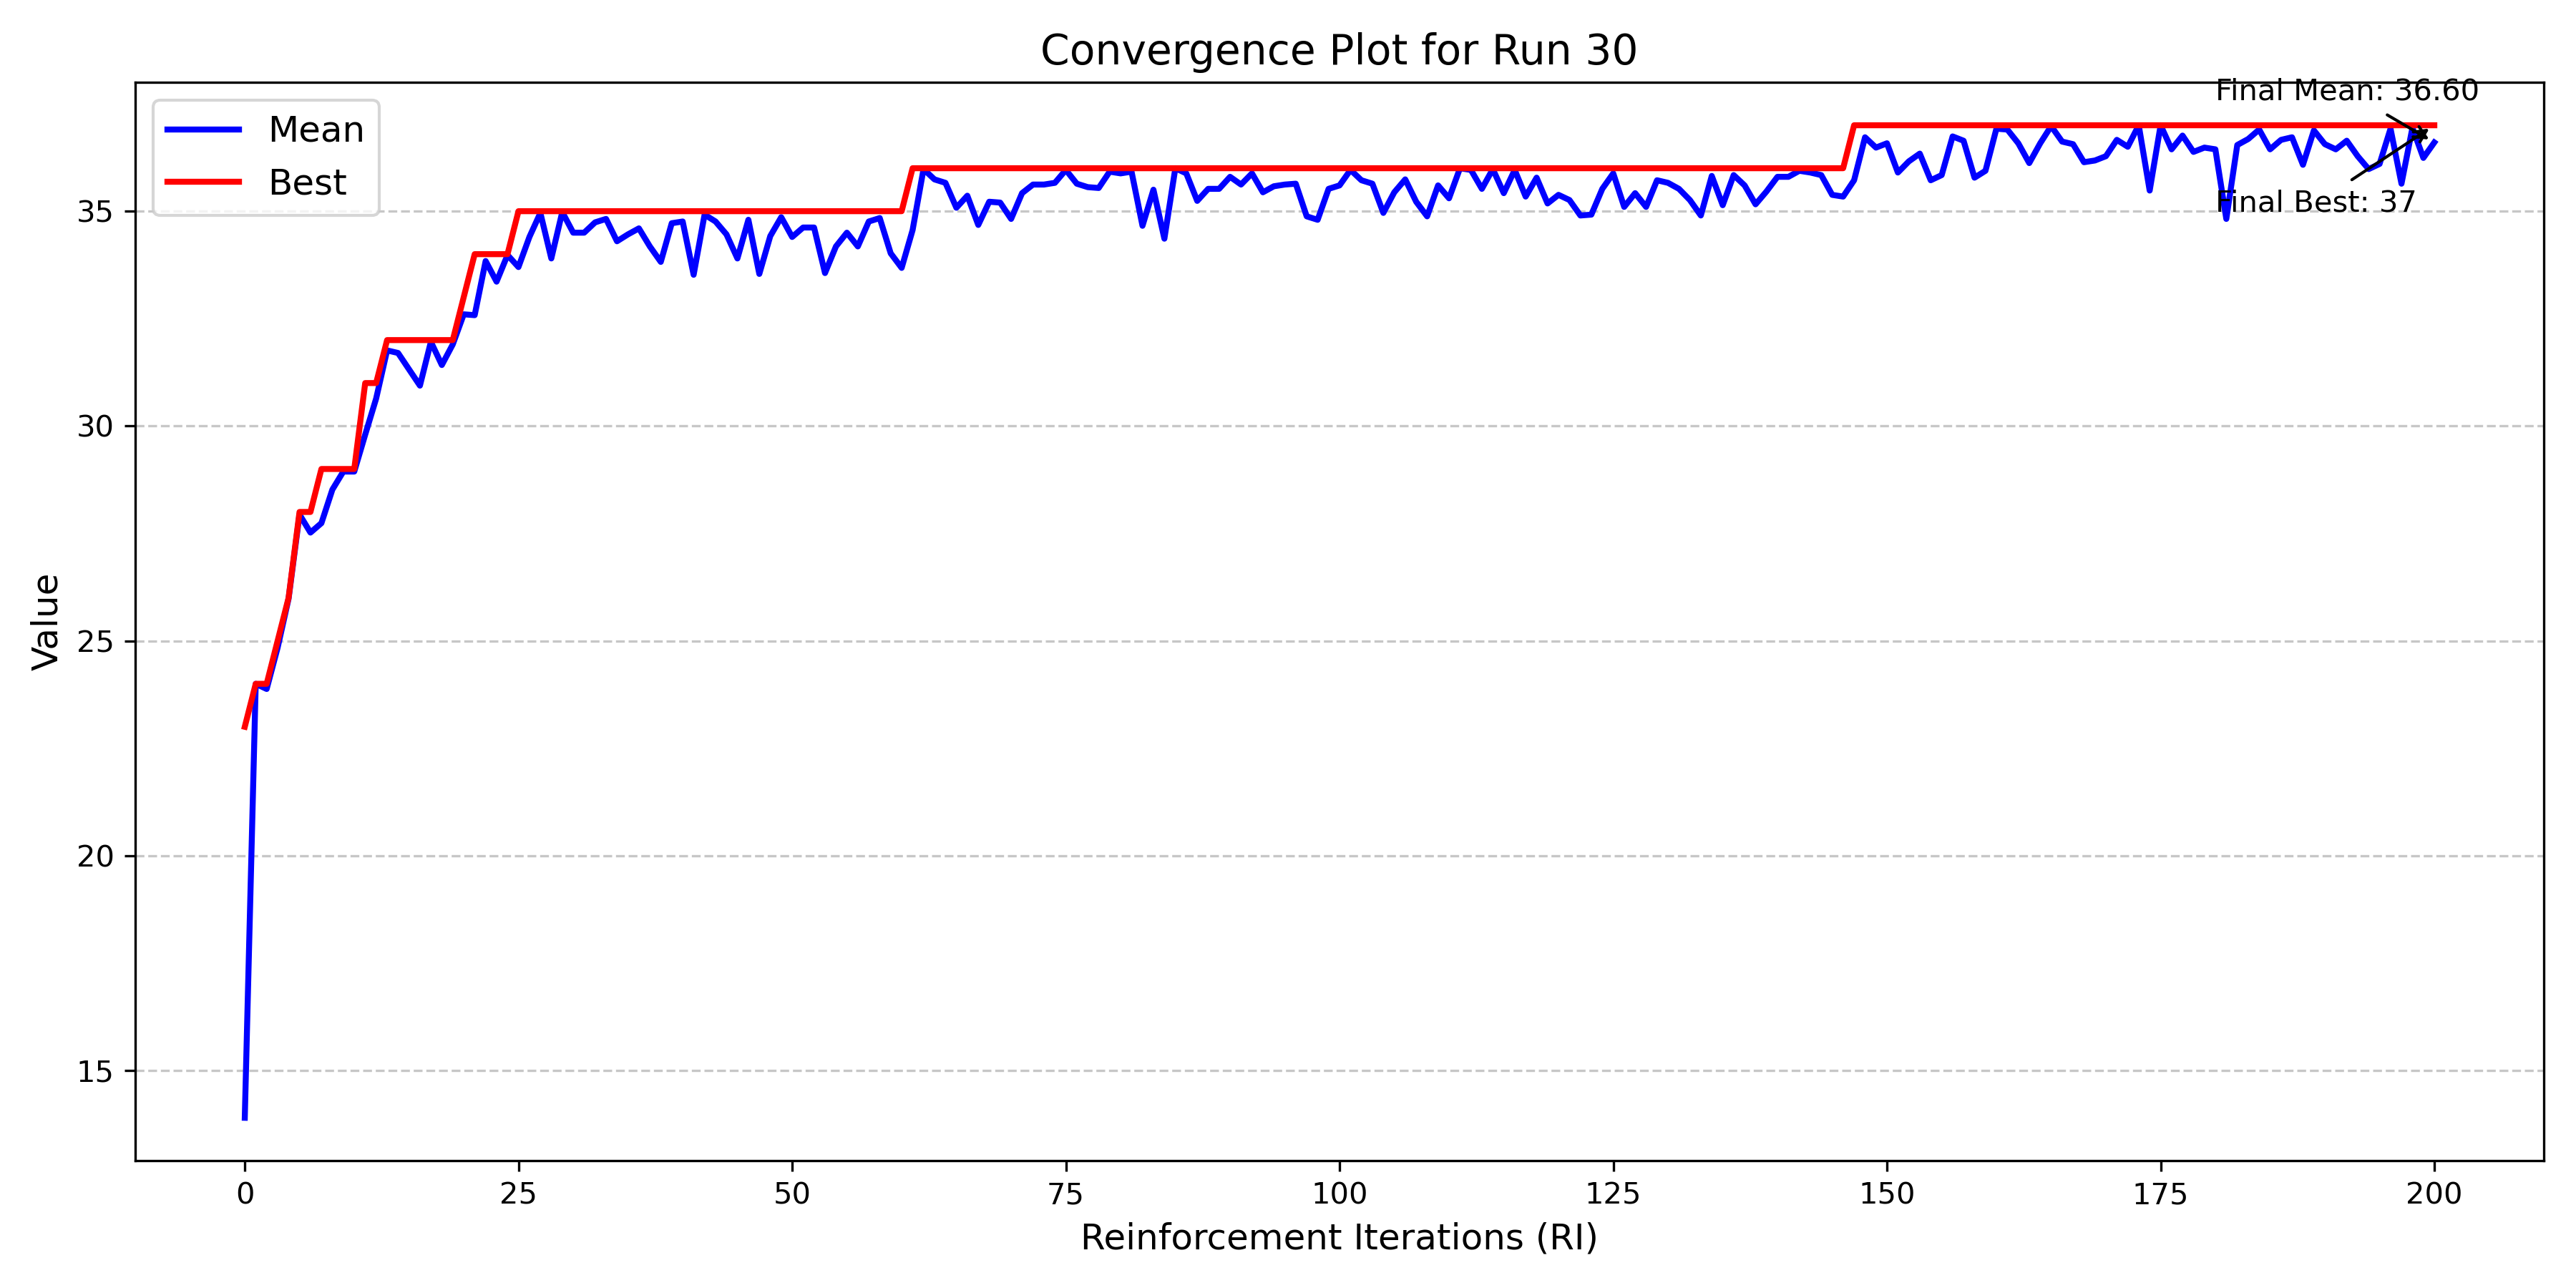 Convergence Plot for Run 30
Mean
Best
Final Mean: 36.60
Final Best: 37
Value
35
30
25
20
15
0 25 50 75 100 125 150 175 200
Reinforcement Iterations (RI)